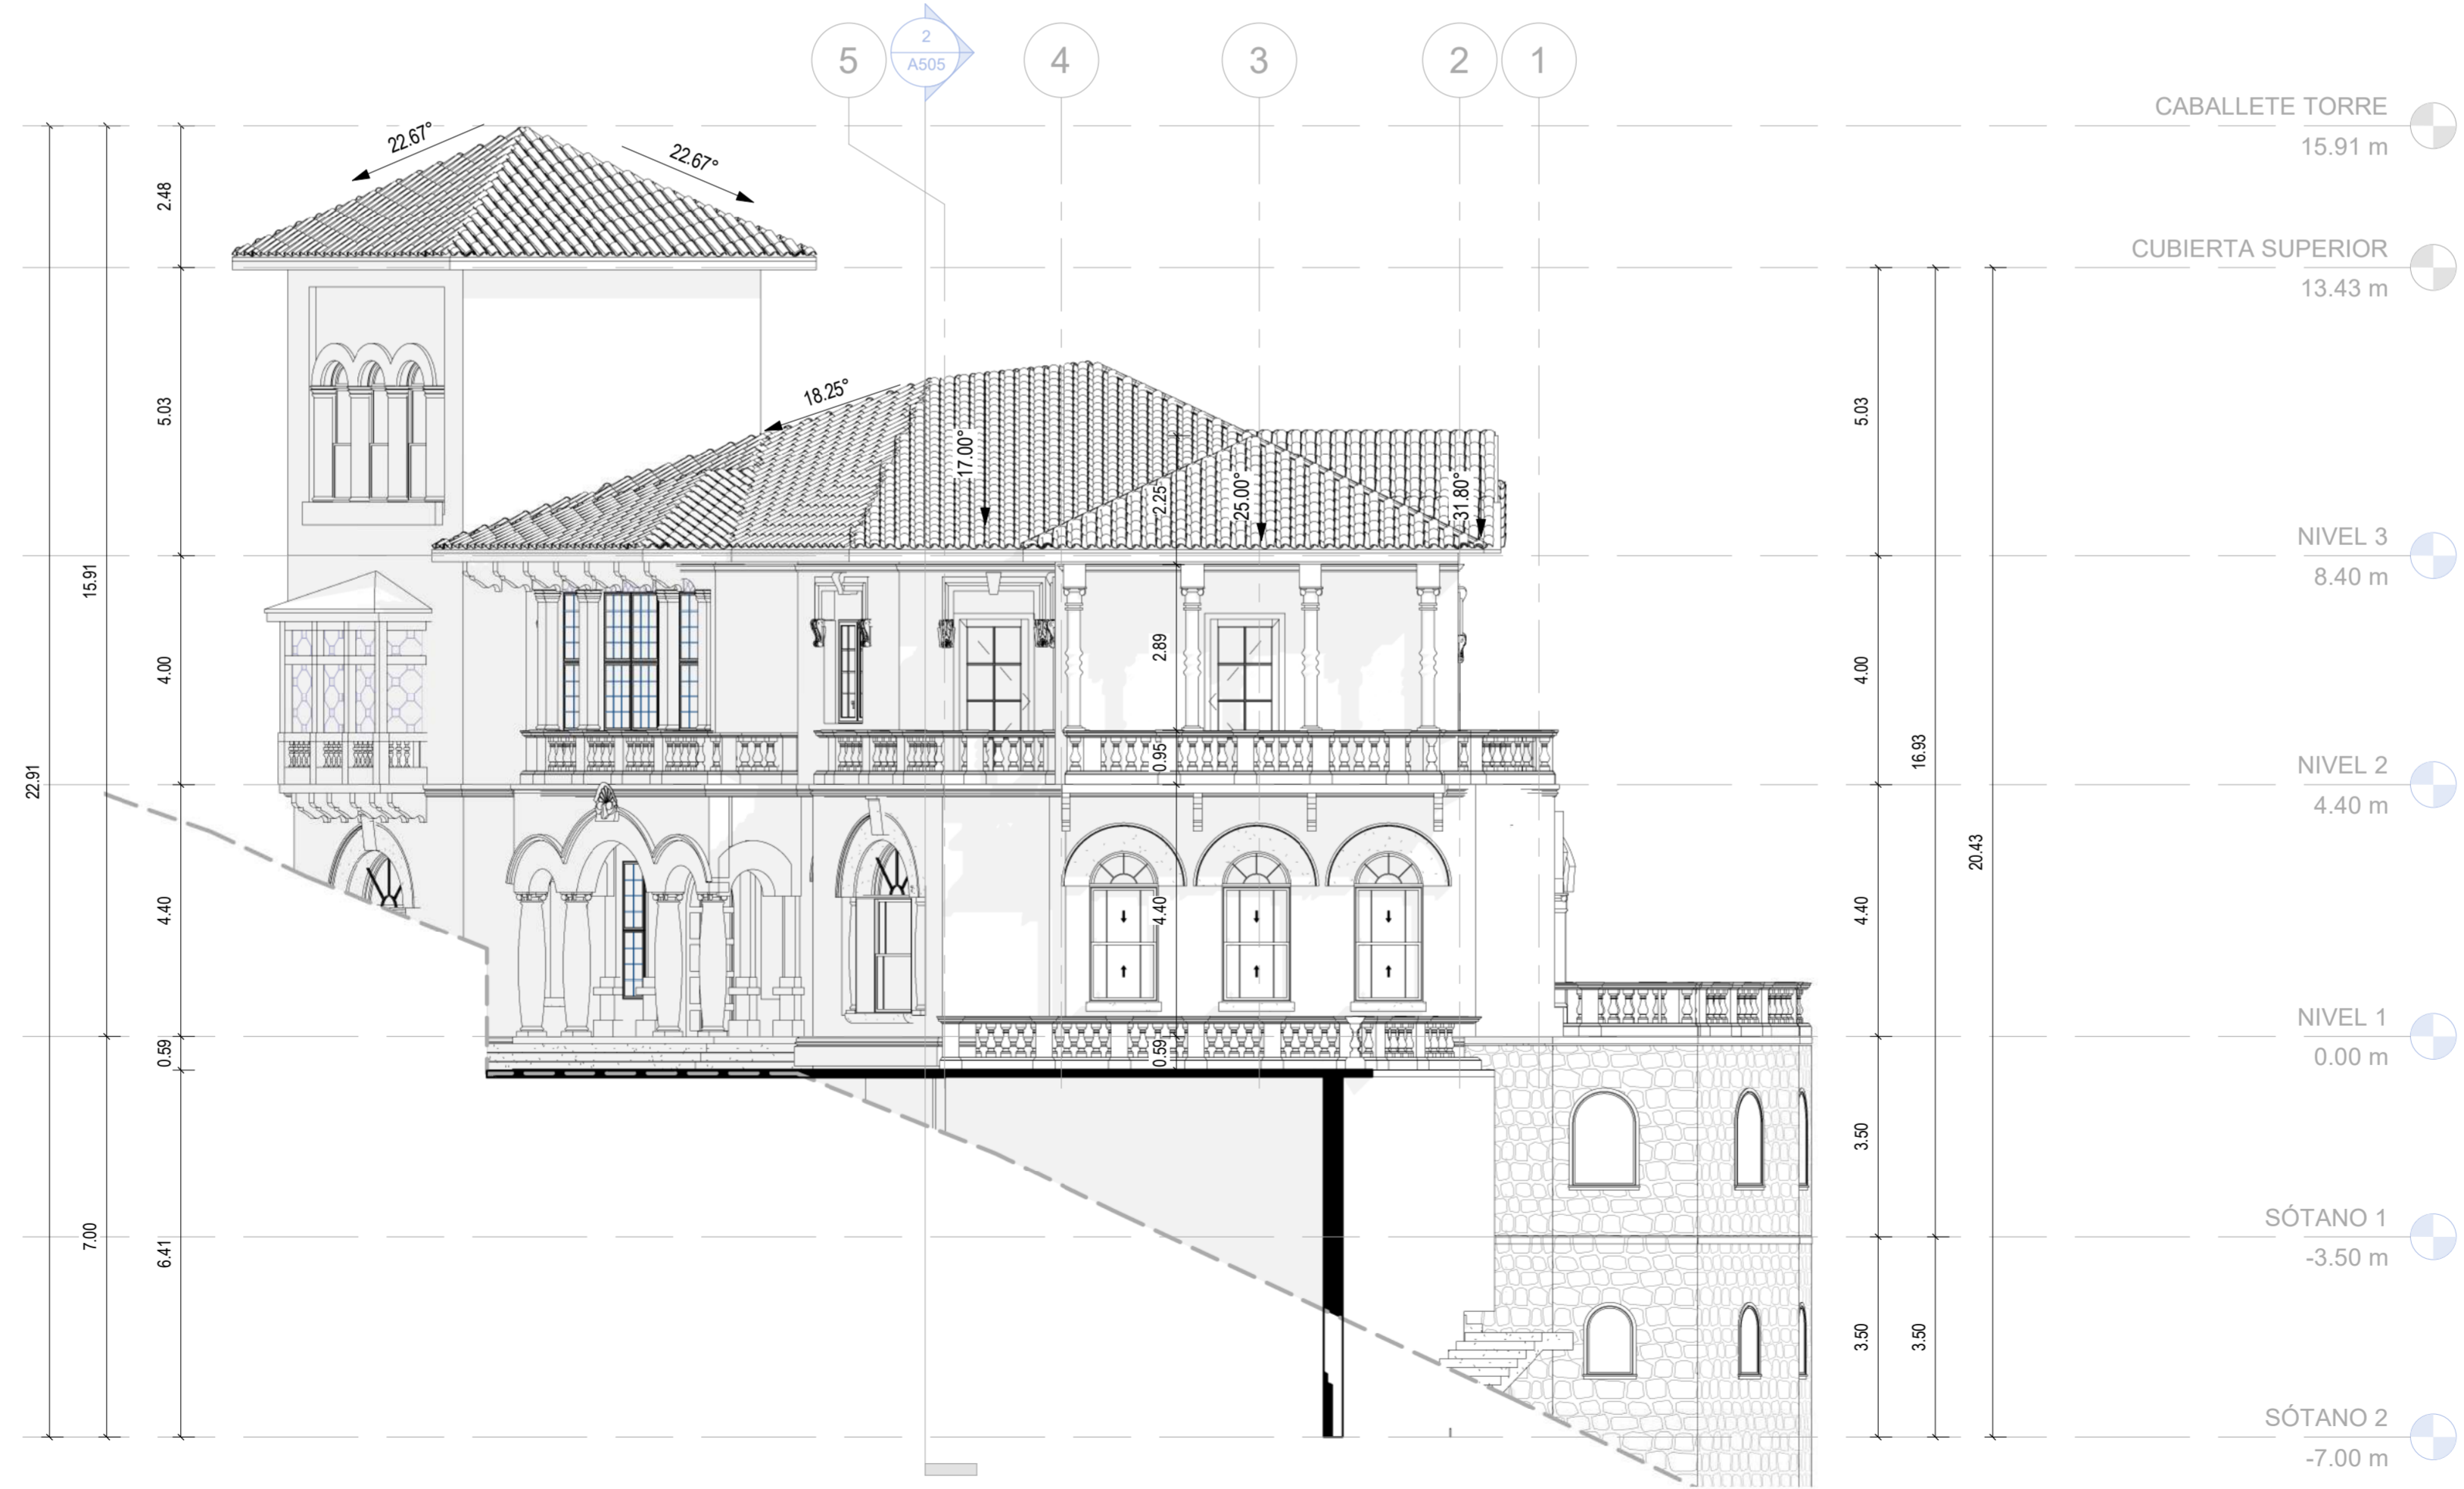 5
2
A505
4
3
2
1
CABALLETE TORRE
15.91 m
CUBIERTA SUPERIOR
13.43 m
NIVEL 3
8.40 m
NIVEL 2
4.40 m
NIVEL 1
0.00 m
SÓTANO 1
-3.50 m
SÓTANO 2
-7.00 m
22.67°
22.67°
18.25°
17.00°
25.00°
31.80°
22.91
15.91
7.00
2.48
5.03
4.00
4.40
0.59
6.41
2.25
2.89
0.95
4.40
0.59
5.03
4.00
4.40
3.50
3.50
16.93
3.50
20.43